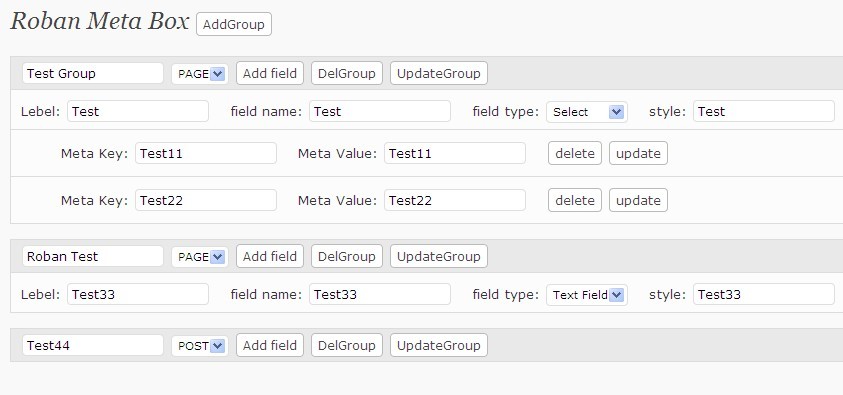 Roban Meta Box AddGroup
Test Group PAGE Add field DelGroup UpdateGroup
Lebel: Test field name: Test field type: Select style: Test
Meta Key: Test11 Meta Value: Test11 delete update
Meta Key: Test22 Meta Value: Test22 delete update
Roban Test PAGE Add field DelGroup UpdateGroup
Lebel: Test33 field name: Test33 field type: Text Field style: Test33
Test44 POST Add field DelGroup UpdateGroup